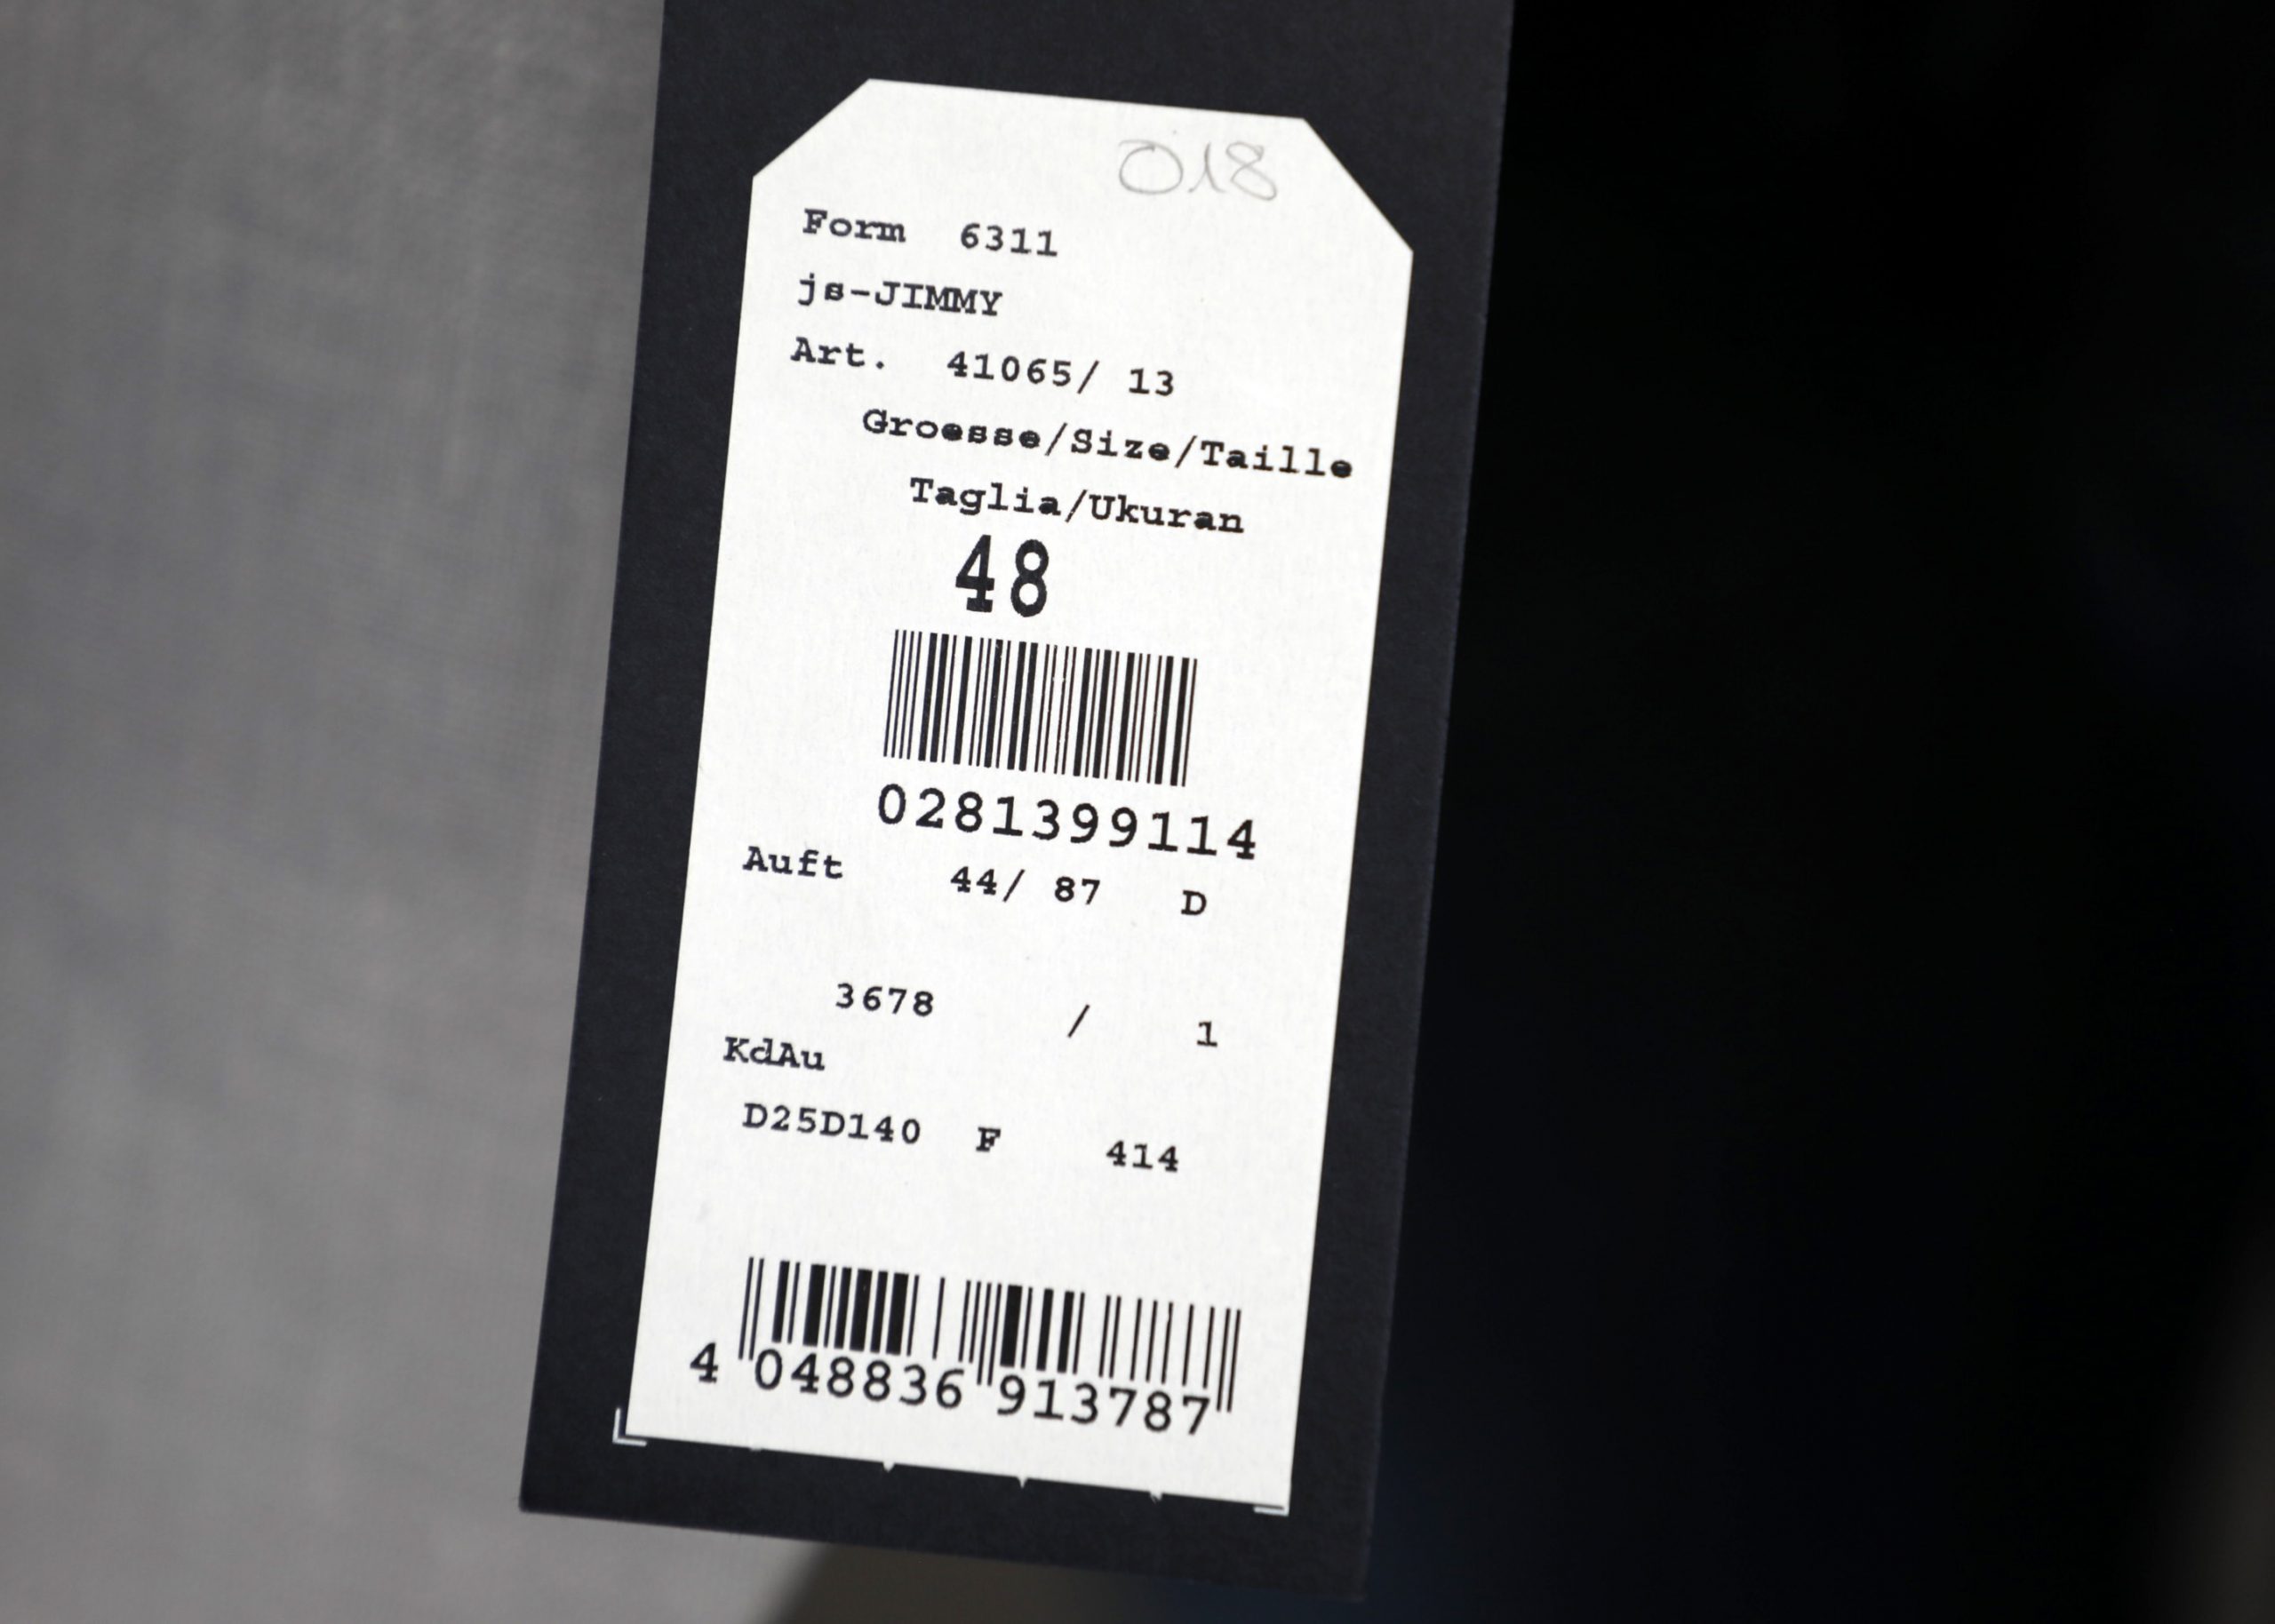 018
Form 6311
js-JIMMY
Art. 41065/ 13
Groesse/Size/Taille
Taglia/Ukuran
48
0281399114
Auft 44/ 87 D
3678 / 1
KdAu
D25D140 F 414
4 048836 913787